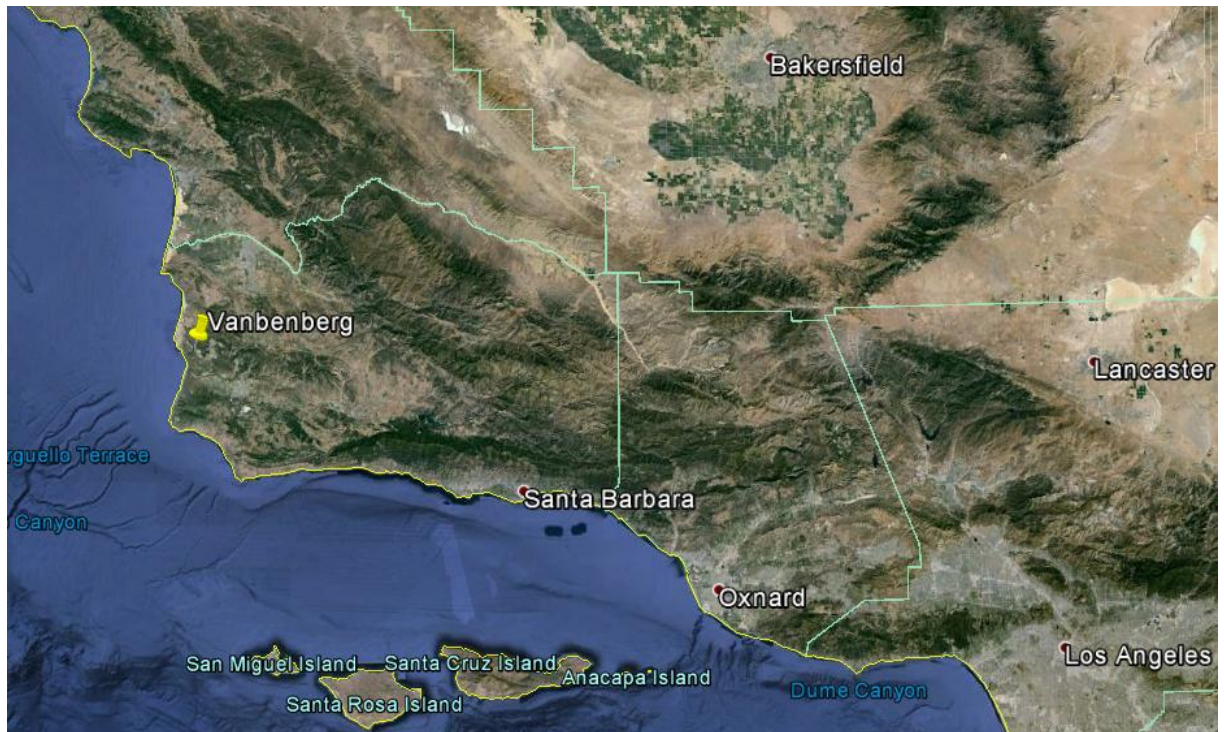 Bakersfield
Vanbenberg
Lancaster
rguello Terrace
Santa Barbara
Canyon
Oxnard
Los Angeles
San Miguel Island
Santa Cruz Island
Anacapa Island
Dume Canyon
Santa Rosa Island